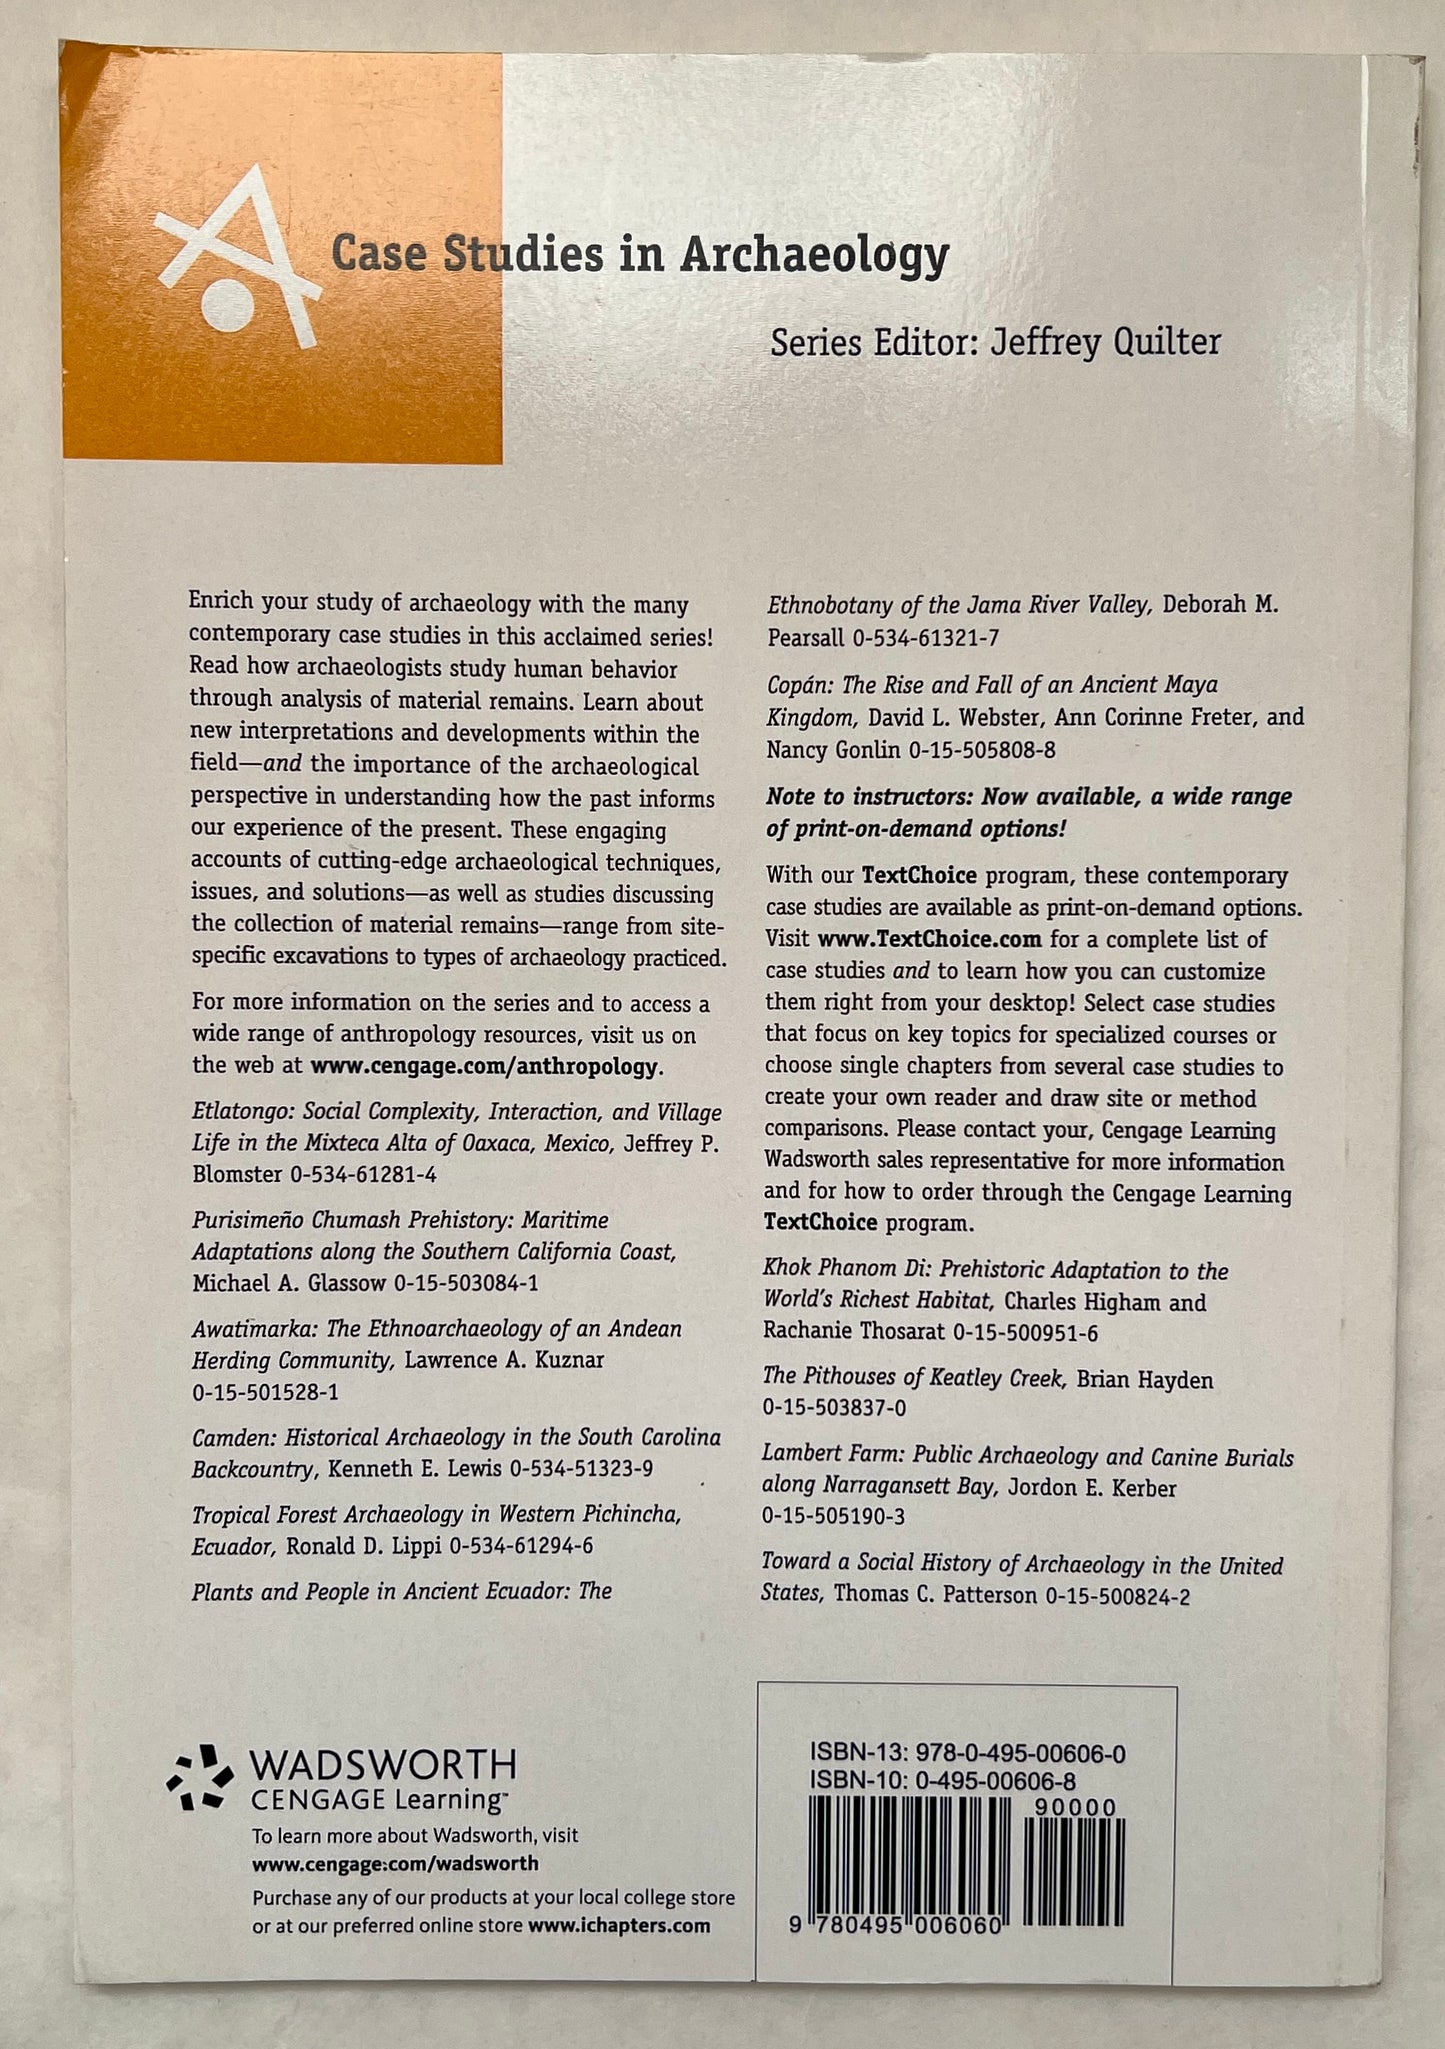 Case Studies in Archaeology
Series Editor: Jeffrey Quilter
Enrich your study of archaeology with the many
contemporary case studies in this acclaimed series!
Read how archaeologists study human behavior
through analysis of material remains. Learn about
new interpretations and developments within the
field—and the importance of the archaeological
perspective in understanding how the past informs
our experience of the present. These engaging
accounts of cutting-edge archaeological techniques,
issues, and solutions—as well as studies discussing
the collection of material remains—range from site-
specific excavations to types of archaeology practiced.
For more information on the series and to access a
wide range of anthropology resources, visit us on
the web at www.cengage.com/anthropology.
Etlatongo: Social Complexity, Interaction, and Village
Life in the Mixteca Alta of Oaxaca, Mexico, Jeffrey P.
Blomster 0-534-61281-4
Purisimeño Chumash Prehistory: Maritime
Adaptations along the Southern California Coast,
Michael A. Glassow 0-15-503084-1
Awatimarka: The Ethnoarchaeology of an Andean
Herding Community, Lawrence A. Kuznar
0-15-501528-1
Camden: Historical Archaeology in the South Carolina
Backcountry, Kenneth E. Lewis 0-534-51323-9
Tropical Forest Archaeology in Western Pichincha,
Ecuador, Ronald D. Lippi 0-534-61294-6
Plants and People in Ancient Ecuador: The
Ethnobotany of the Jama River Valley, Deborah M.
Pearsall 0-534-61321-7
Copán: The Rise and Fall of an Ancient Maya
Kingdom, David L. Webster, Ann Corinne Freter, and
Nancy Gonlin 0-15-505808-8
Note to instructors: Now available, a wide range
of print-on-demand options!
With our TextChoice program, these contemporary
case studies are available as print-on-demand options.
Visit www.TextChoice.com for a complete list of
case studies and to learn how you can customize
them right from your desktop! Select case studies
that focus on key topics for specialized courses or
choose single chapters from several case studies to
create your own reader and draw site or method
comparisons. Please contact your, Cengage Learning
Wadsworth sales representative for more information
and for how to order through the Cengage Learning
TextChoice program.
Khok Phanom Di: Prehistoric Adaptation to the
World's Richest Habitat, Charles Higham and
Rachanie Thosarat 0-15-500951-6
The Pithouses of Keatley Creek, Brian Hayden
0-15-503837-0
Lambert Farm: Public Archaeology and Canine Burials
along Narragansett Bay, Jordon E. Kerber
0-15-505190-3
Toward a Social History of Archaeology in the United
States, Thomas C. Patterson 0-15-500824-2
WADSWORTH
CENGAGE Learning™
To learn more about Wadsworth, visit
www.cengage.com/wadsworth
Purchase any of our products at your local college store
or at our preferred online store www.ichapters.com
ISBN-13: 978-0-495-00606-0
ISBN-10: 0-495-00606-8
90000
9 780495 006060